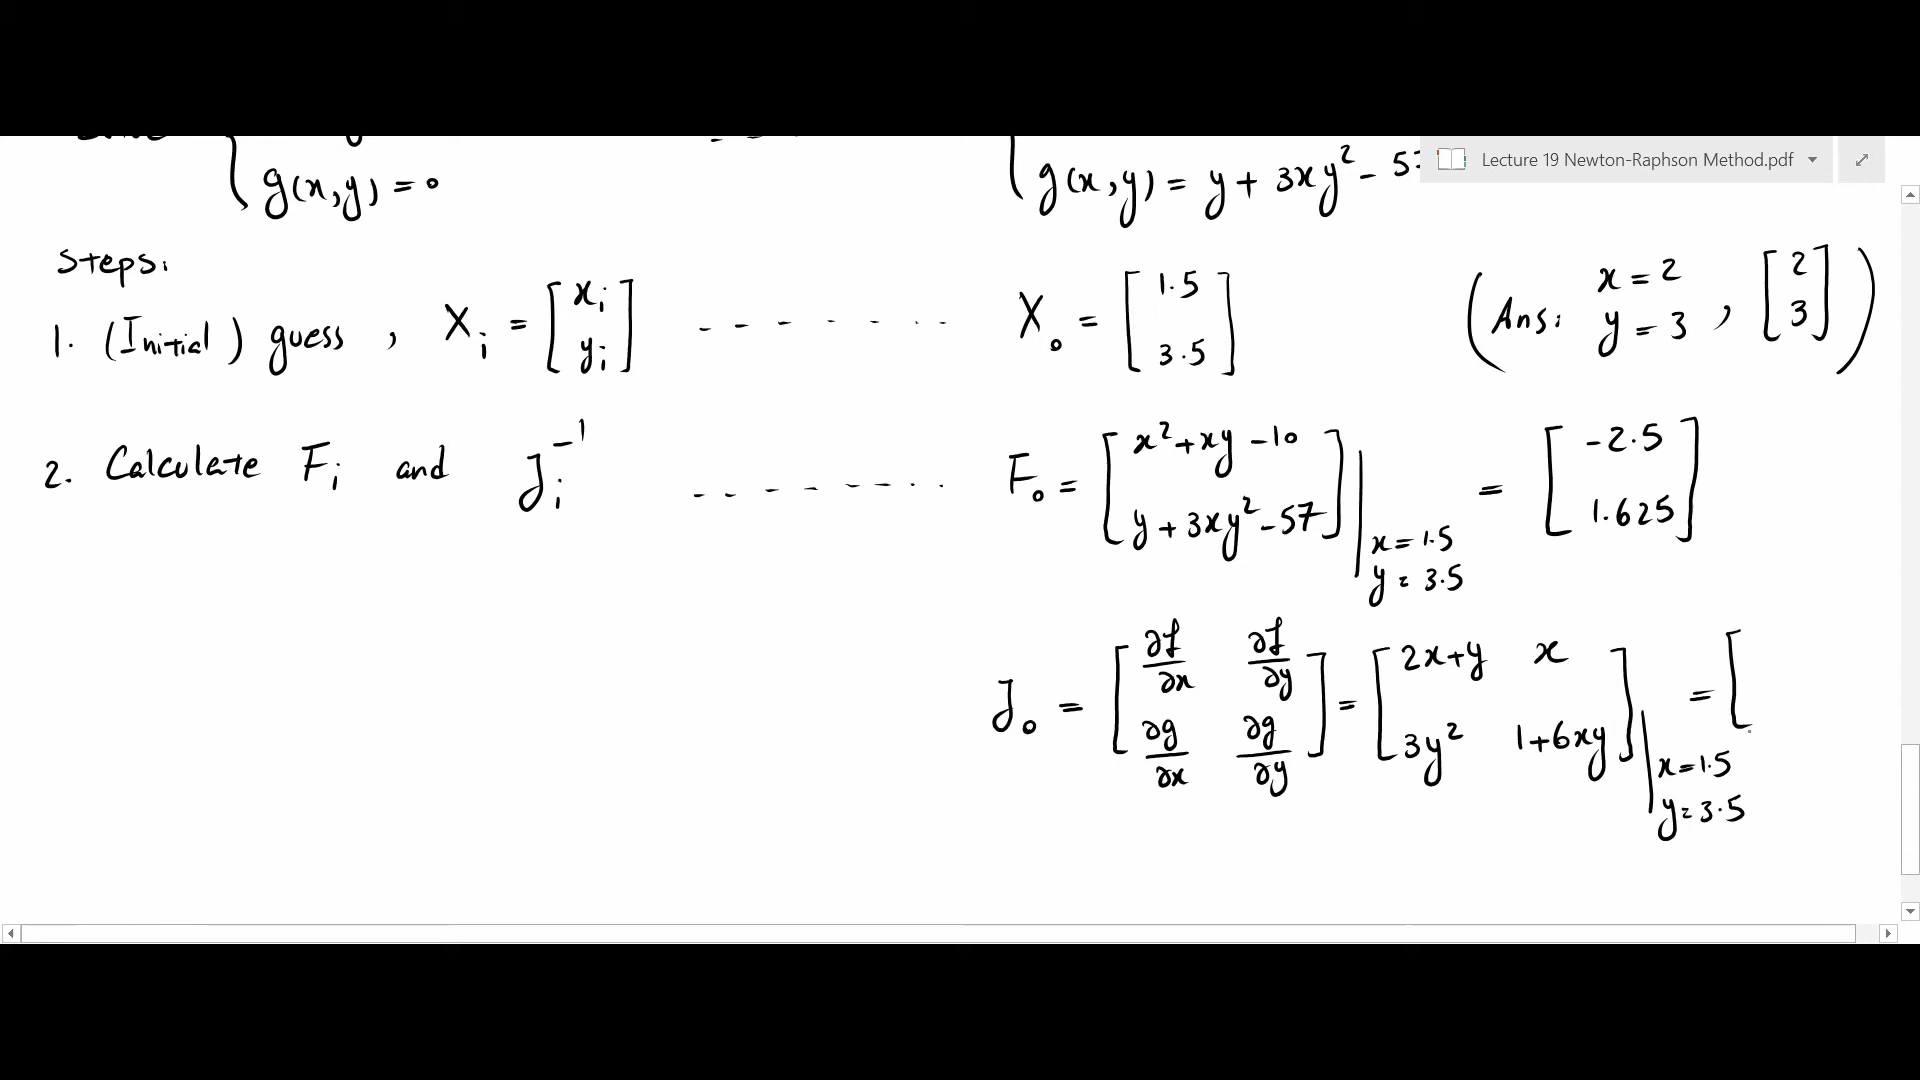 g(x,y) = 0
g(x,y) = y + 3xy² - 5
Lecture 19 Newton-Raphson Method.pdf
Steps:
1. (Initial) guess, Xᵢ = [xᵢ yᵢ] - - - - - - X₀ = [1.5 3.5] (Ans: x = 2 y = 3, [2 3])
2. Calculate Fᵢ and Jᵢ⁻¹ - - - - - - - - F₀ = [x² + xy - 10 y + 3xy² - 57] | x = 1.5 y = 3.5 = [-2.5 1.625]
J₀ = [∂f/∂x ∂f/∂y ∂g/∂x ∂g/∂y] = [2x+y x 3y² 1+6xy] | x = 1.5 y = 3.5 = [